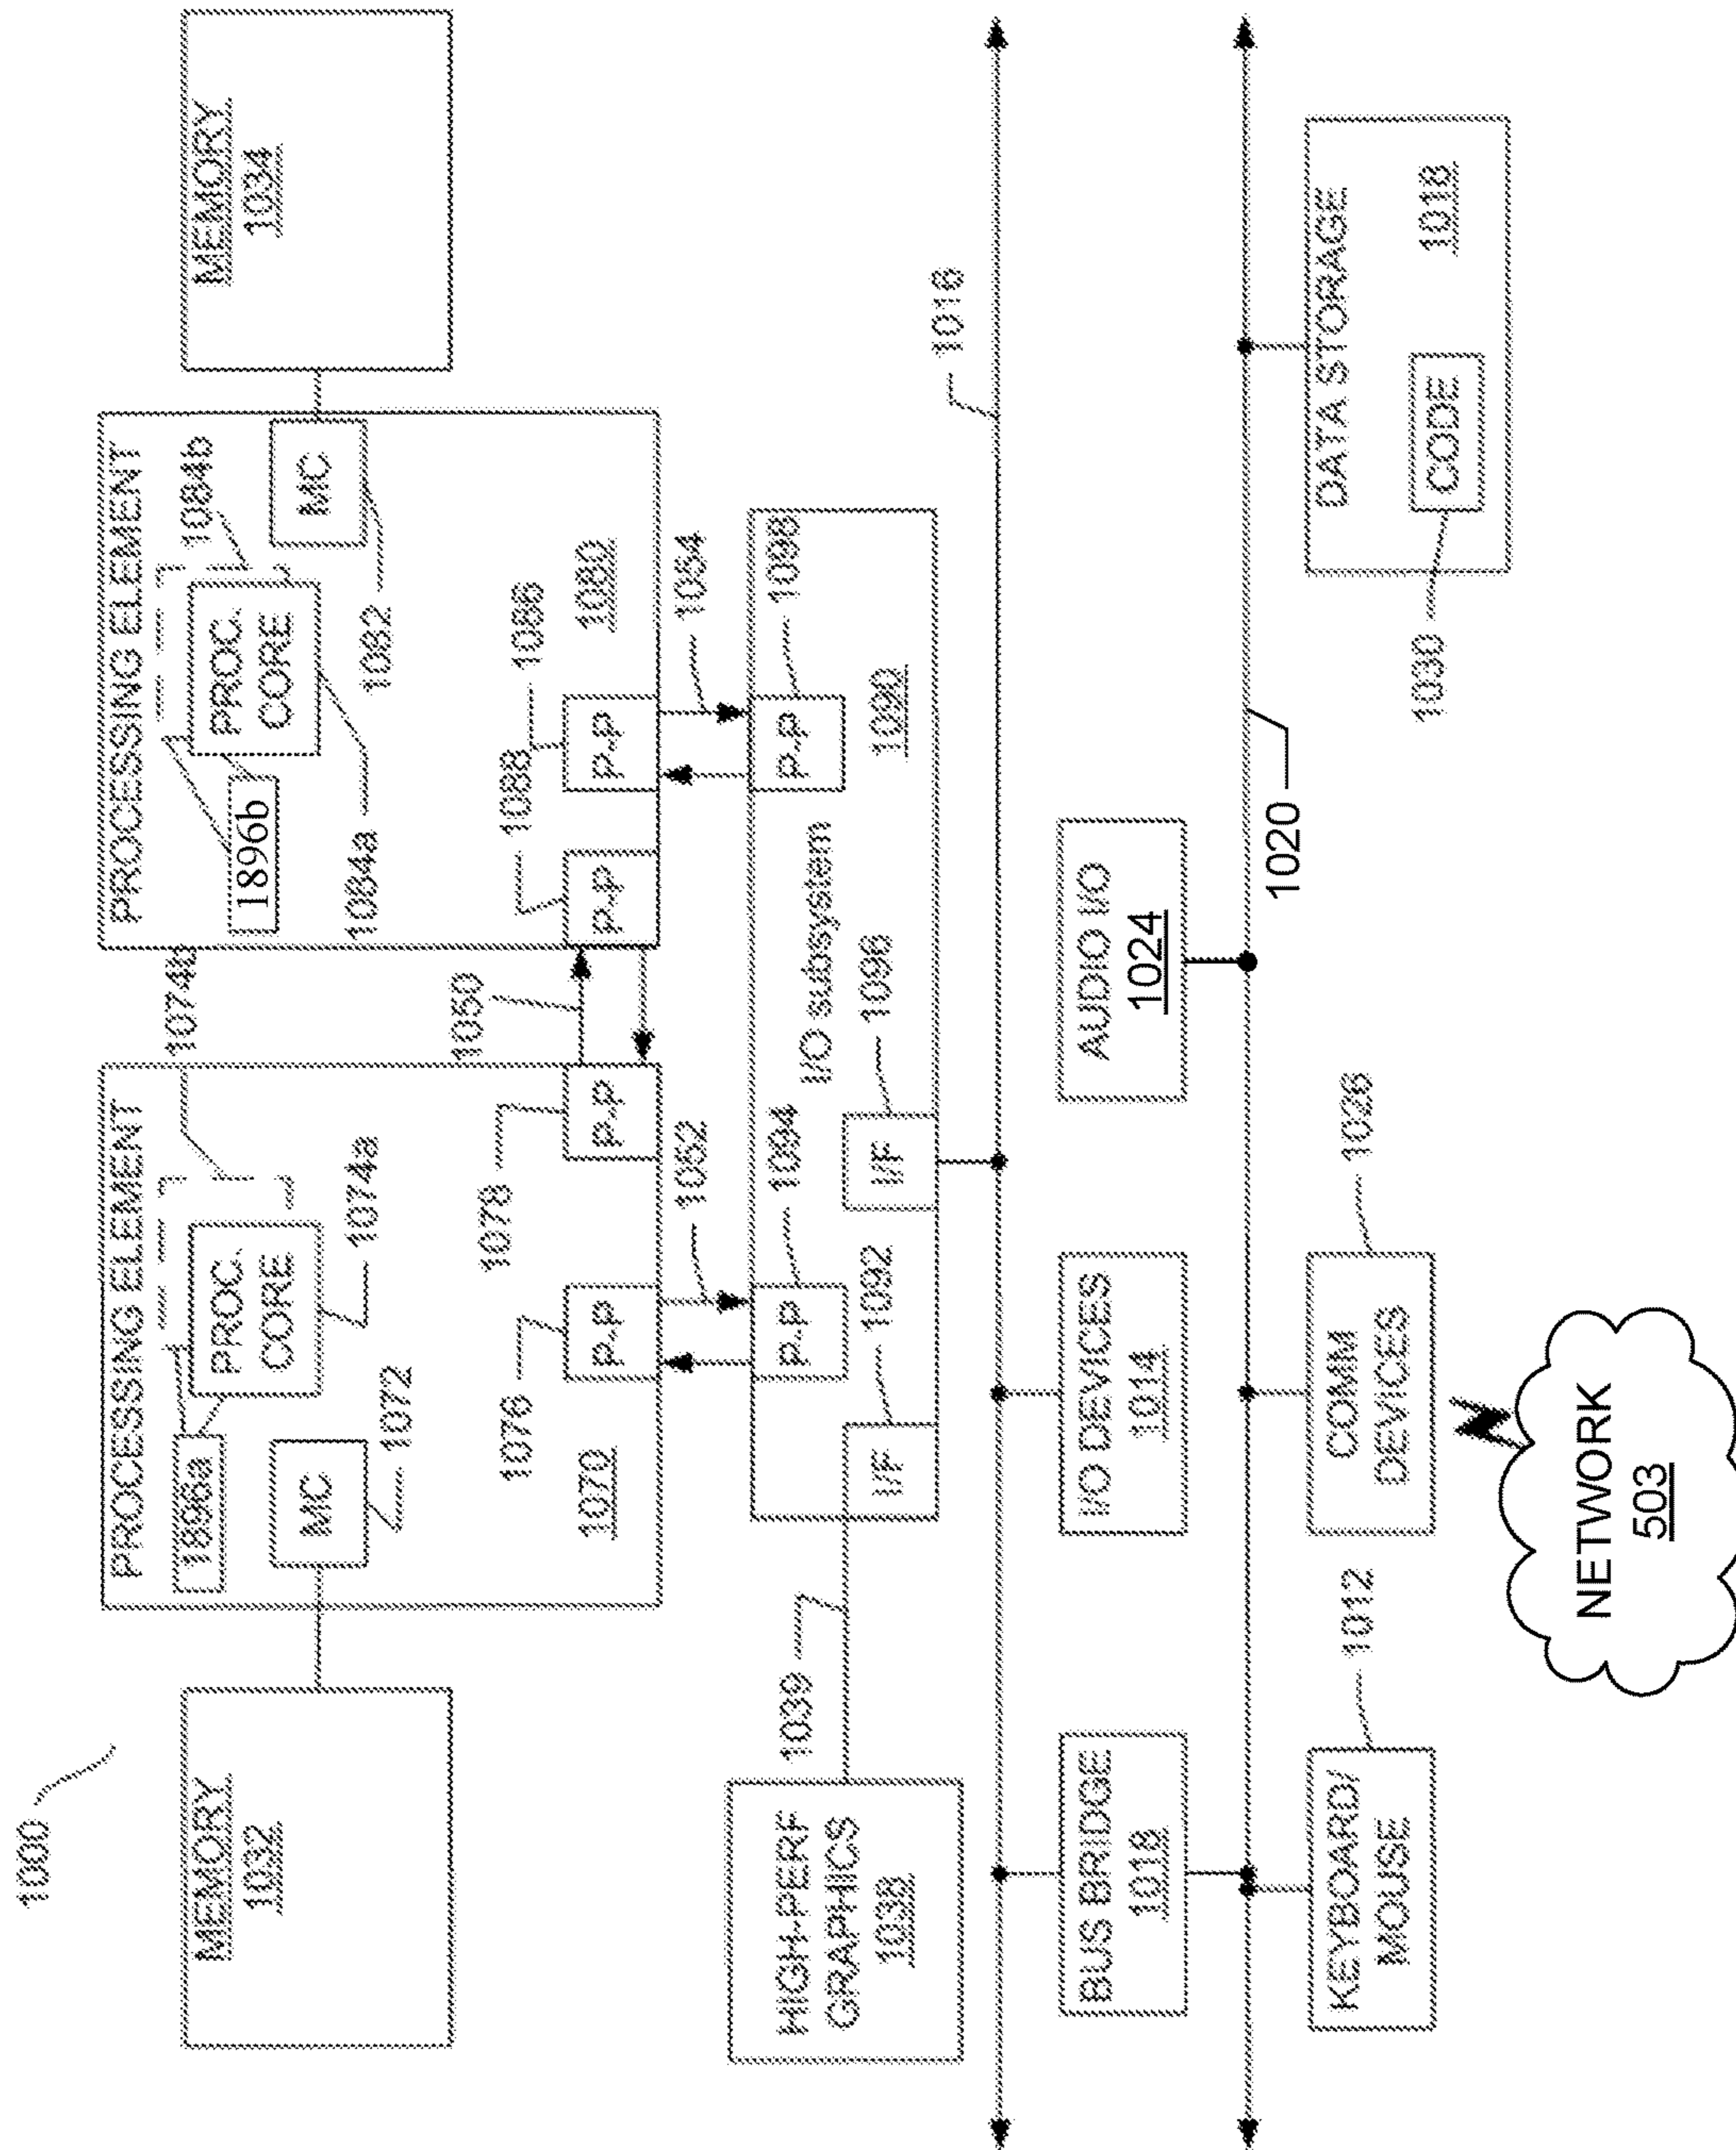 1000
MEMORY
1032
PROCESSING ELEMENT
1896a
PROC.
CORE
1074b
1074a
MC
1072
1070
1076
P-P
1078
P-P
1050
PROCESSING ELEMENT
1896b
PROC.
CORE
1084b
1084a
MC
1082
1088
P-P
1086
P-P
1080
MEMORY
1034
1052
1054
HIGH-PERF
GRAPHICS
1038
1039
P-P
1094
I/F
1092
I/O subsystem
I/F
1096
P-P
1098
1090
1016
BUS BRIDGE
1018
I/O DEVICES
1014
AUDIO I/O
1024
1020
KEYBOARD/
MOUSE
1012
COMM
DEVICES
1026
DATA STORAGE
1018
CODE
1030
NETWORK
503